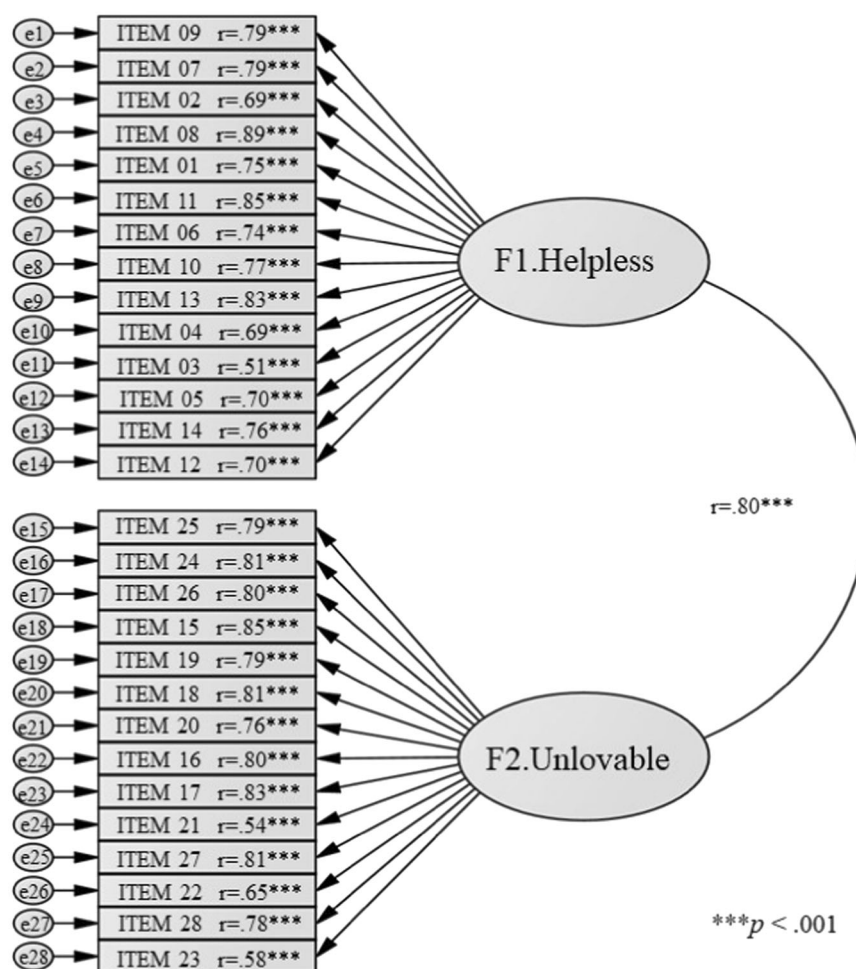 e1 ITEM 09 r=.79***
e2 ITEM 07 r=.79***
e3 ITEM 02 r=.69***
e4 ITEM 08 r=.89***
e5 ITEM 01 r=.75***
e6 ITEM 11 r=.85***
e7 ITEM 06 r=.74***
e8 ITEM 10 r=.77***
e9 ITEM 13 r=.83***
e10 ITEM 04 r=.69***
e11 ITEM 03 r=.51***
e12 ITEM 05 r=.70***
e13 ITEM 14 r=.76***
e14 ITEM 12 r=.70***
F1.Helpless
r=.80***
e15 ITEM 25 r=.79***
e16 ITEM 24 r=.81***
e17 ITEM 26 r=.80***
e18 ITEM 15 r=.85***
e19 ITEM 19 r=.79***
e20 ITEM 18 r=.81***
e21 ITEM 20 r=.76***
e22 ITEM 16 r=.80***
e23 ITEM 17 r=.83***
e24 ITEM 21 r=.54***
e25 ITEM 27 r=.81***
e26 ITEM 22 r=.65***
e27 ITEM 28 r=.78***
e28 ITEM 23 r=.58***
F2.Unlovable
***p < .001